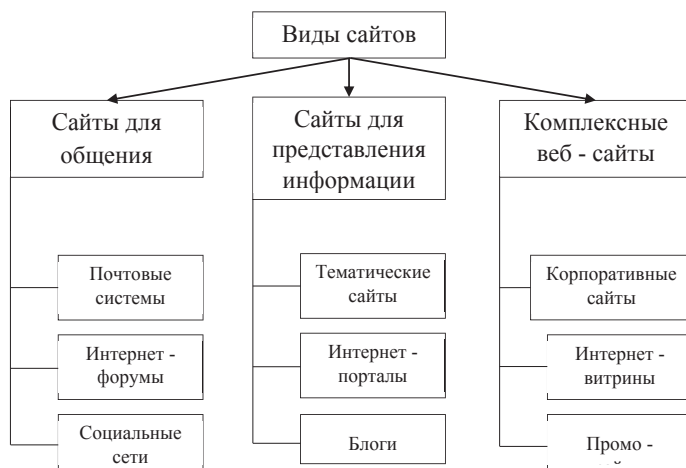 Виды сайтов
Сайты для
общения
Сайты для
представления
информации
Комплексные
веб - сайты
Почтовые
системы
Тематические
сайты
Корпоративные
сайты
Интернет -
форумы
Интернет -
порталы
Интернет -
витрины
Социальные
сети
Блоги
Промо -